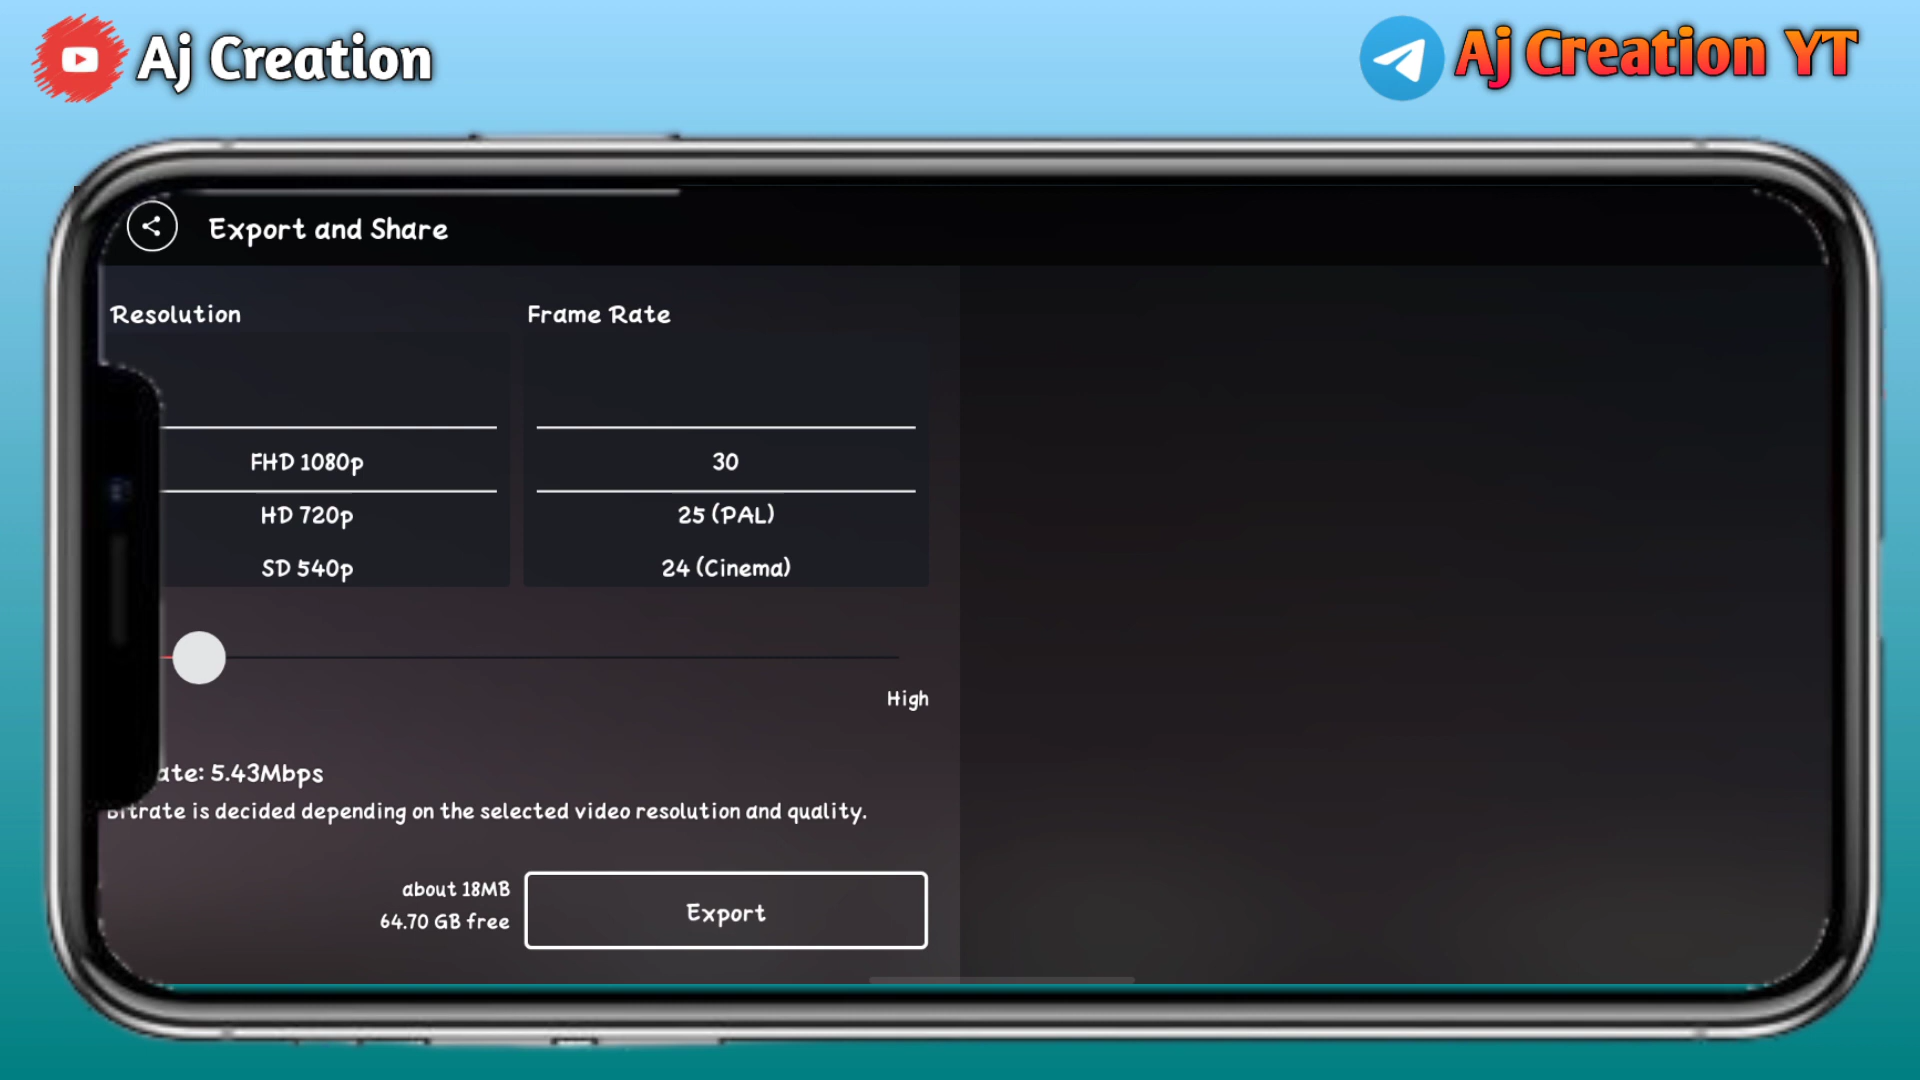 Aj Creation
Aj Creation YT
Export and Share
Resolution
Frame Rate
FHD 1080p
30
HD 720p
25 (PAL)
SD 540p
24 (Cinema)
High
ate: 5.43Mbps
Bitrate is decided depending on the selected video resolution and quality.
about 18MB
64.70 GB free
Export